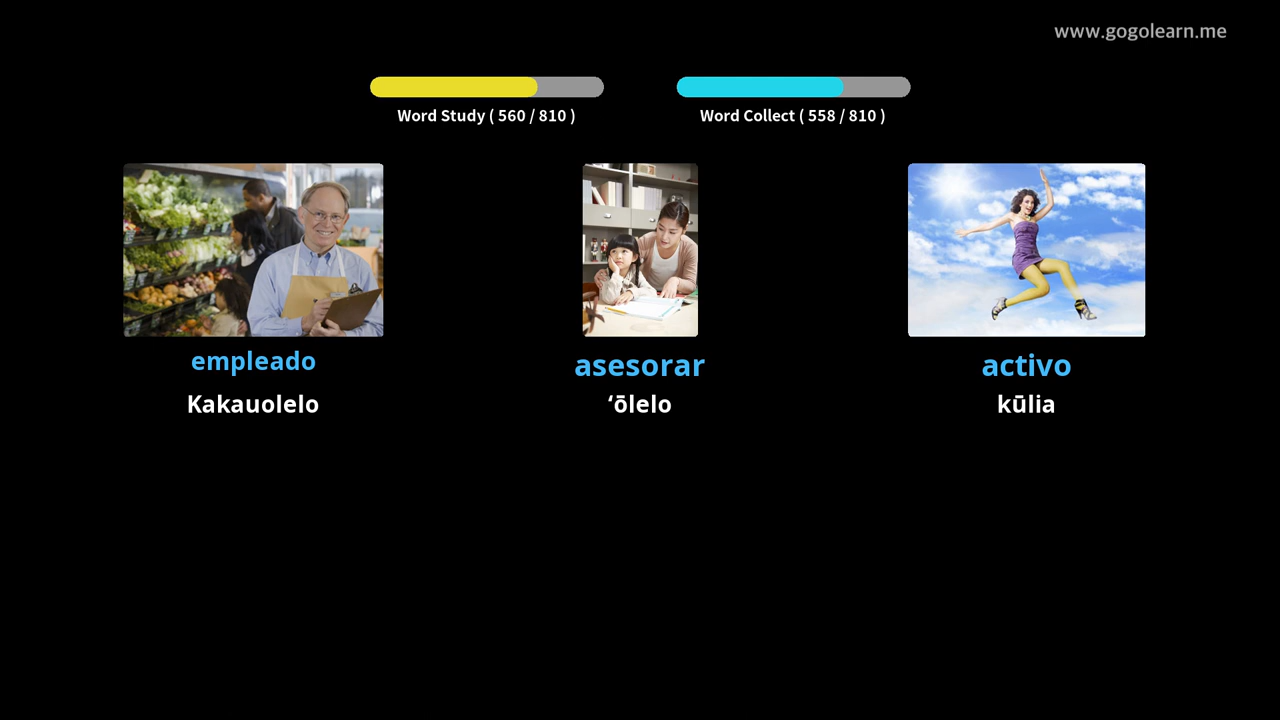 www.gogolearn.me
Word Study ( 560 / 810 )
Word Collect ( 558 / 810 )
empleado
asesorar
activo
Kakauolelo
ʻōlelo
kūlia